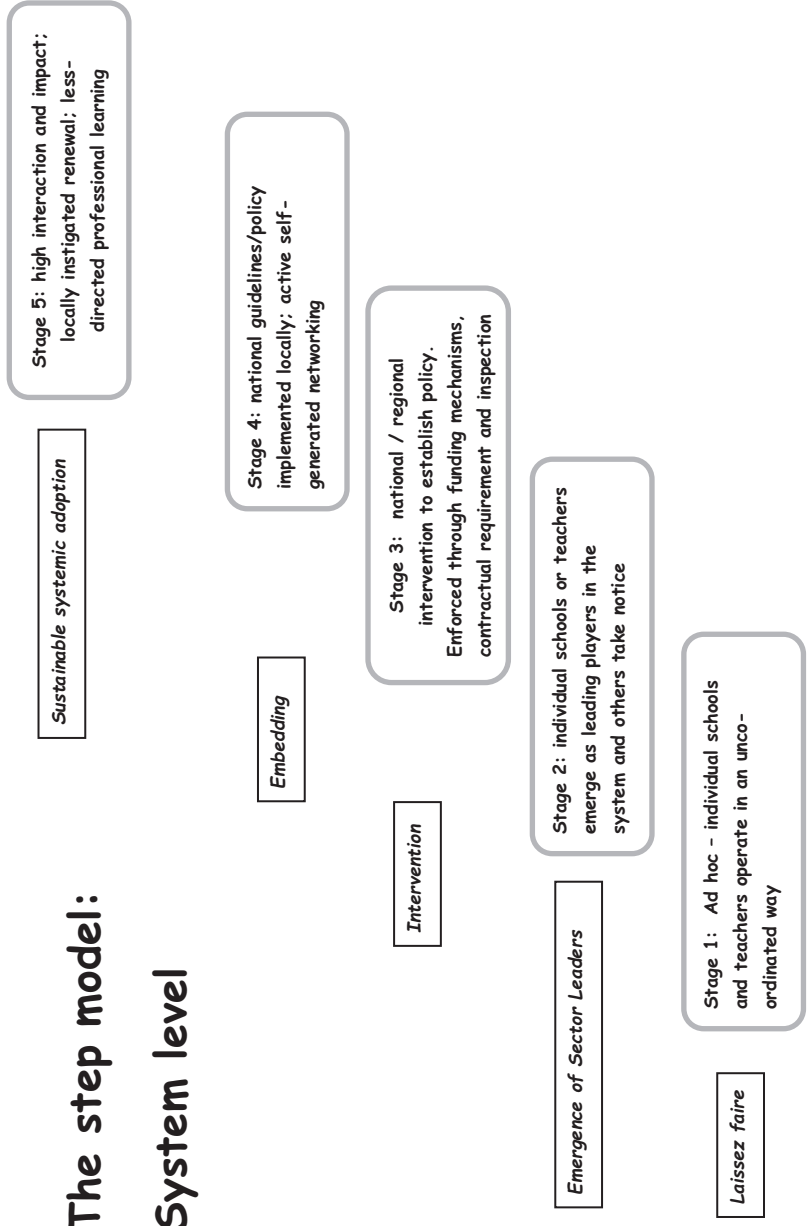 The step model:
System level
Sustainable systemic adoption
Stage 5: high interaction and impact;
locally instigated renewal; less-
directed professional learning
Embedding
Stage 4: national guidelines/policy
implemented locally; active self-
generated networking
Intervention
Stage 3: national / regional
intervention to establish policy.
Enforced through funding mechanisms,
contractual requirement and inspection
Emergence of Sector Leaders
Stage 2: individual schools or teachers
emerge as leading players in the
system and others take notice
Laissez faire
Stage 1: Ad hoc - individual schools
and teachers operate in an unco-
ordinated way